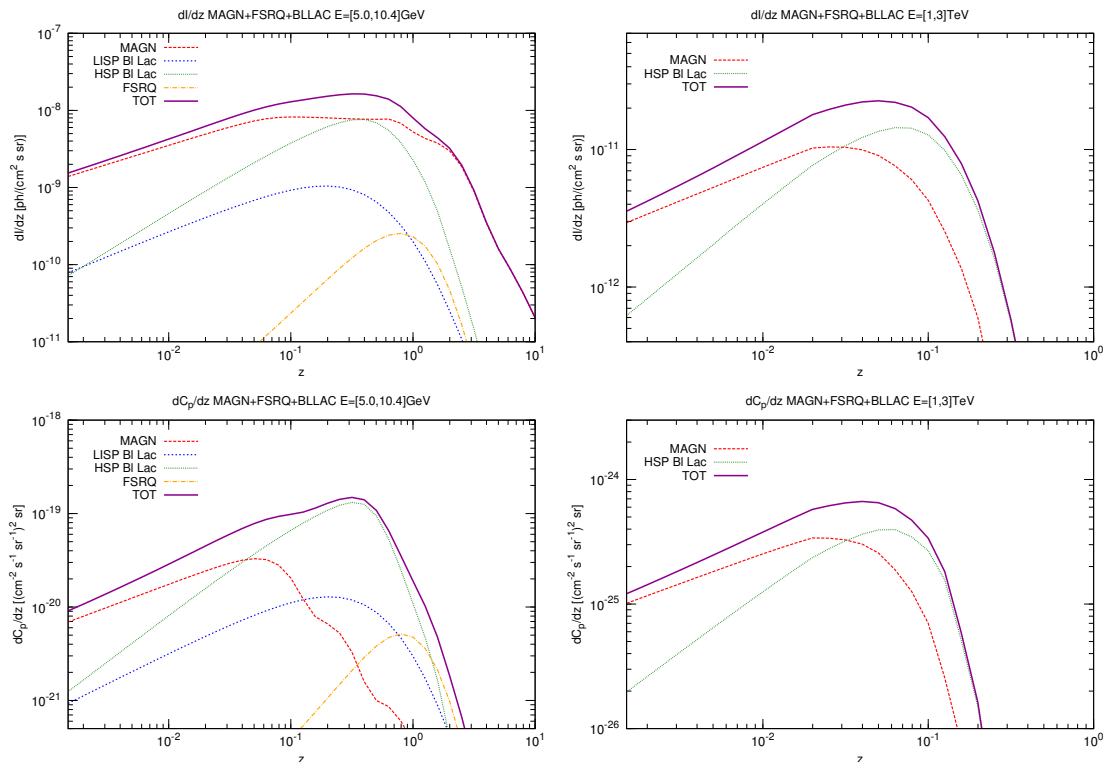 dI/dz MAGN+FSRQ+BLLAC E=[5.0,10.4]GeV
10^-7
10^-8
10^-9
10^-10
10^-11
dI/dz [ph/(cm^2 s sr)]
MAGN
LISP Bl Lac
HSP Bl Lac
FSRQ
TOT
10^-2
10^-1
10^0
10^1
z
dI/dz MAGN+FSRQ+BLLAC E=[1,3]TeV
10^-11
10^-12
dI/dz [ph/(cm^2 s sr)]
MAGN
HSP Bl Lac
TOT
10^-2
10^-1
10^0
z
dC_p/dz MAGN+FSRQ+BLLAC E=[5.0,10.4]GeV
10^-18
10^-19
10^-20
10^-21
dC_p/dz [(cm^-2 s^-1 sr^-1)^2 sr]
MAGN
LISP Bl Lac
HSP Bl Lac
FSRQ
TOT
10^-2
10^-1
10^0
10^1
z
dC_p/dz MAGN+FSRQ+BLLAC E=[1,3]TeV
10^-24
10^-25
10^-26
dC_p/dz [(cm^-2 s^-1 sr^-1)^2 sr]
MAGN
HSP Bl Lac
TOT
10^-2
10^-1
10^0
z